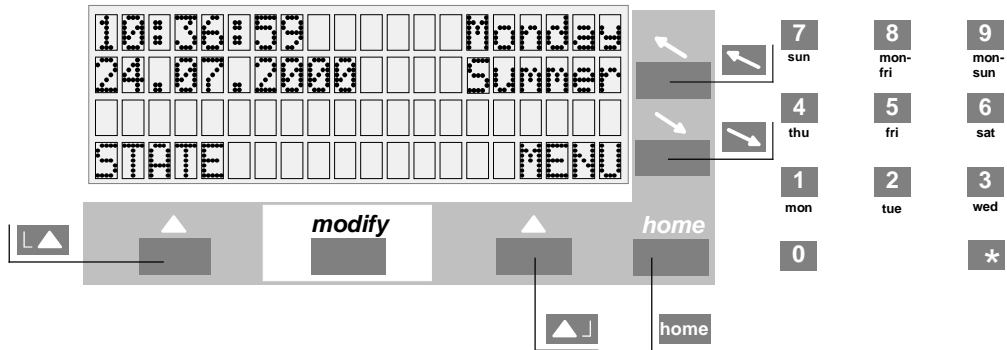 10:36:59 Monday
24.07.2000 Summer
STATE MENU
modify
home
home
7 8 9
sun mon-fri mon-sun
4 5 6
thu fri sat
1 2 3
mon tue wed
0 *